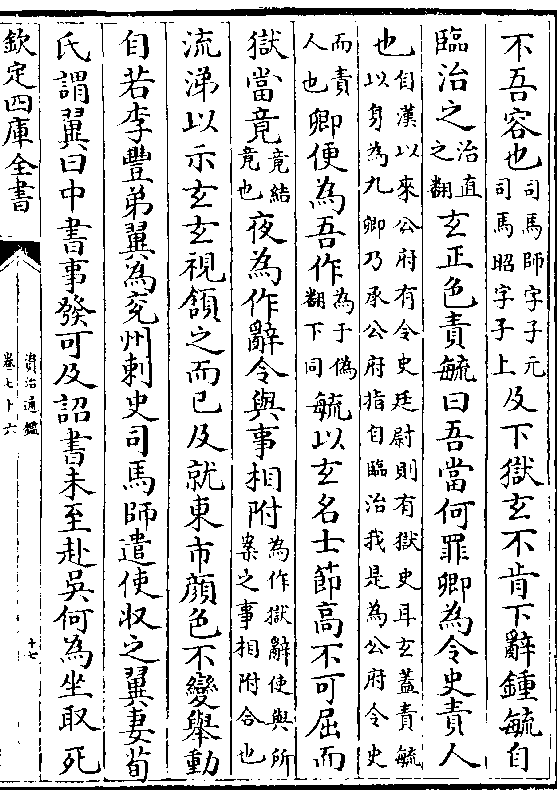 不吾容也司馬師字子元司馬昭字子上及下獄玄不肯下辭鍾毓自
臨治之治直之翻玄正色責毓曰吾當何罪卿為令史責人
也自漢以來公府有令史廷尉則有獄史耳玄蓋責毓以身為九卿乃承公府指自臨治我是為公府令史
而責人也卿便為吾作為于偽翻下同毓以玄名士節高不可屈而
獄當竟竟結竟也夜為作辭令與事相附為作獄辭使與所案之事相附合也
流涕以示玄玄視頷之而已及就東市顏色不變舉動
自若李豐弟翼為兖州刺史司馬師遣使収之翼妻荀
氏謂翼曰中書事發可及詔書未至赴吳何為坐取死
欽定四庫全書
資治通鑑
卷七十六
十七